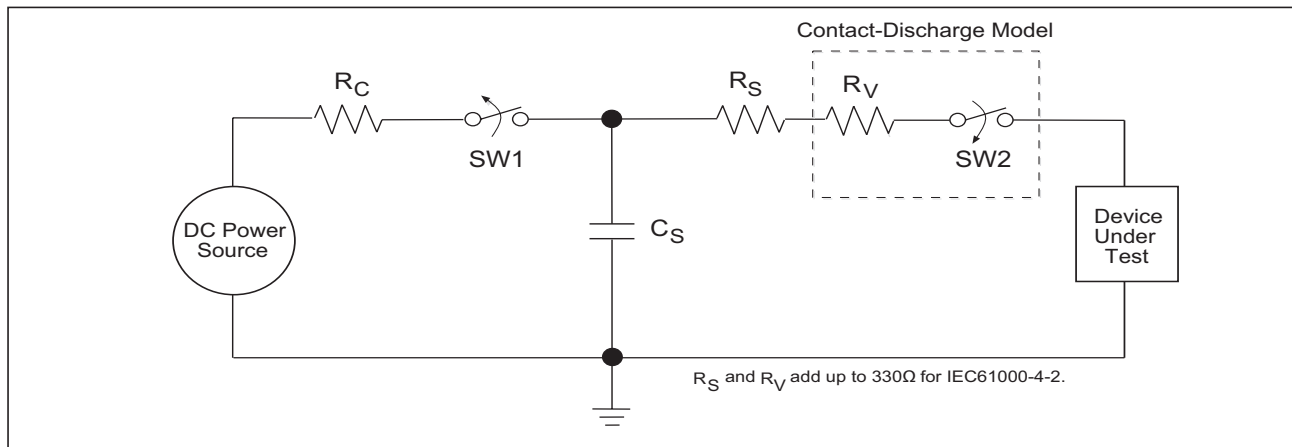 Contact-Discharge Model
RC
RS
RV
SW1
SW2
DC Power
Source
CS
Device
Under
Test
RS and RV add up to 330Ω for IEC61000-4-2.